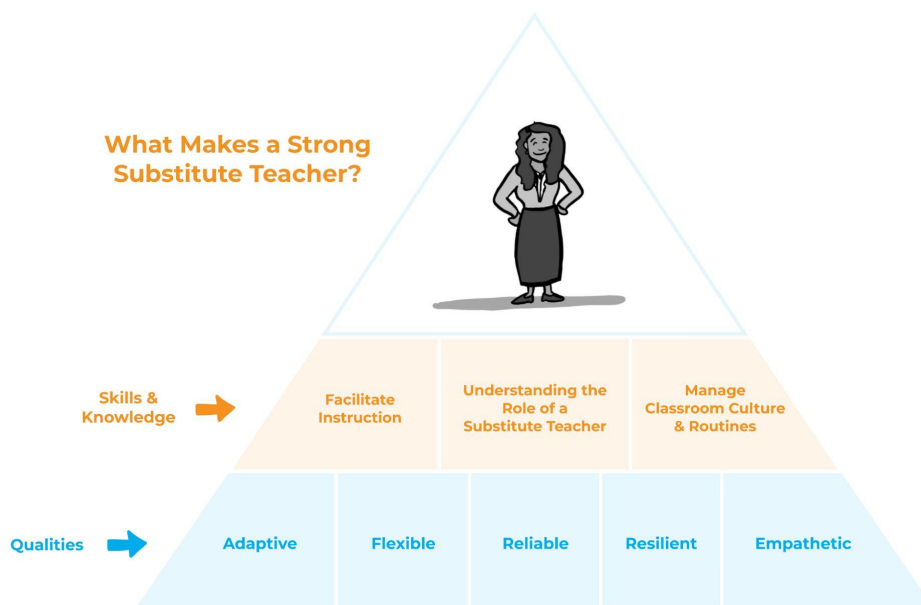 What Makes a Strong
Substitute Teacher?
Skills &
Knowledge
Facilitate
Instruction
Understanding the
Role of a
Substitute Teacher
Manage
Classroom Culture
& Routines
Qualities
Adaptive
Flexible
Reliable
Resilient
Empathetic